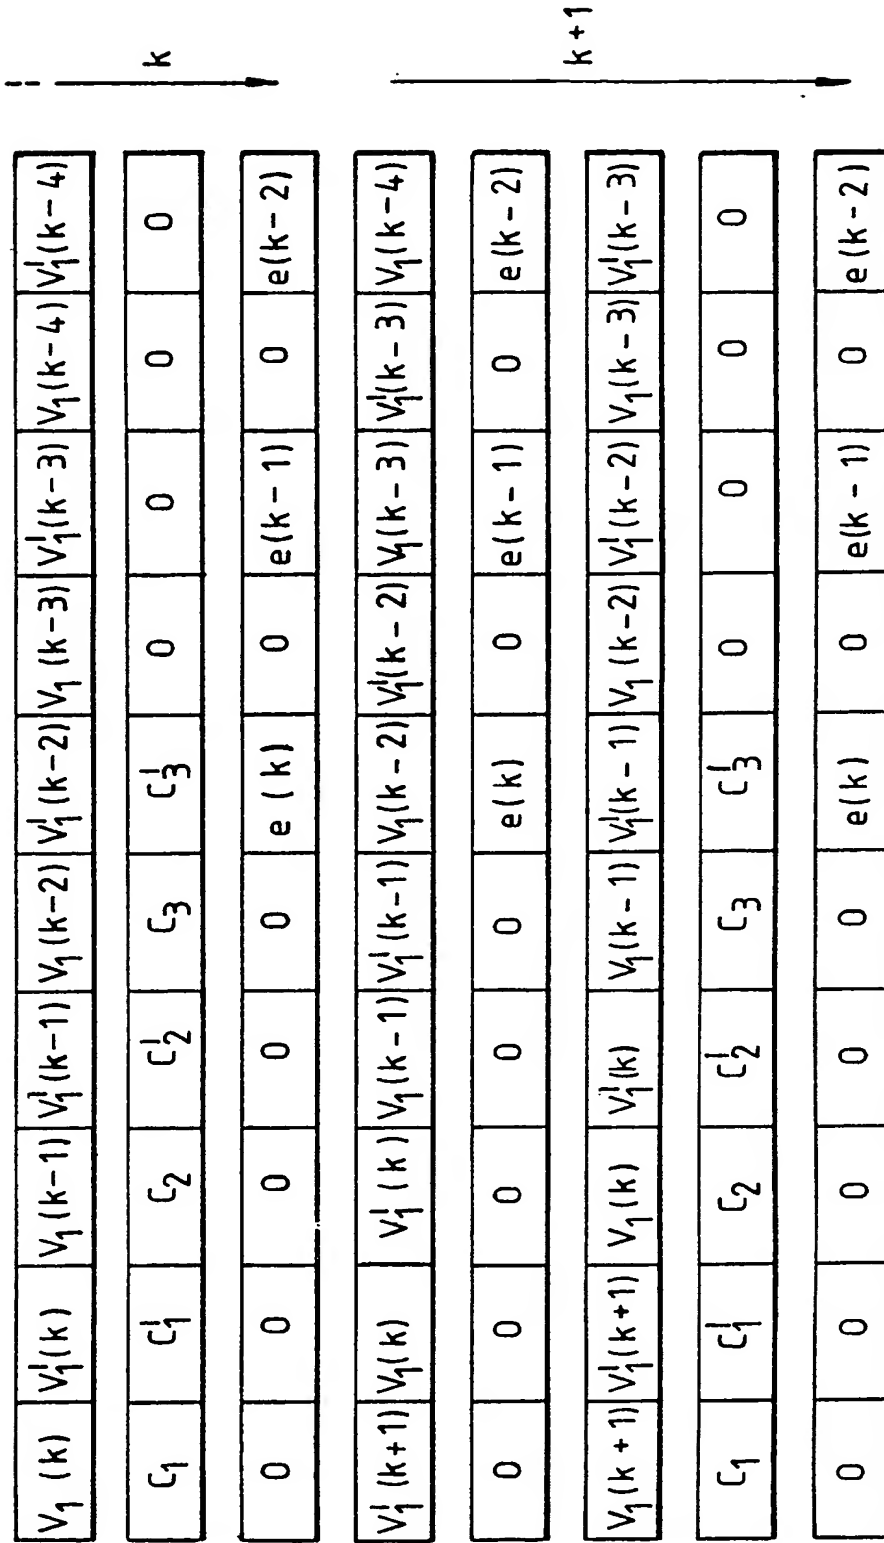 V₁ (k) V₁'(k) V₁ (k-1) V₁'(k-1) V₁ (k-2) V₁'(k-2) V₁ (k-3) V₁'(k-3) V₁(k-4) V₁'(k-4)
C₁ C₁' C₂ C₂' C₃ C₃' 0 0 0 0 k
0 0 0 0 0 e (k) 0 e(k-1) 0 e(k-2)
V₁' (k+1) V₁(k) V₁' (k) V₁(k-1) V₁' (k-1) V₁(k-2) V₁'(k-2) V₁(k-3) V₁'(k-3) V₁(k-4)
0 0 0 0 0 e(k) 0 e(k-1) 0 e(k-2)
V₁(k+1) V₁'(k+1) V₁(k) V₁'(k) V₁(k-1) V₁'(k-1) V₁(k-2) V₁'(k-2) V₁(k-3) V₁'(k-3) k+1
C₁ C₁' C₂ C₂' C₃ C₃' 0 0 0 0
0 0 0 0 0 e(k) 0 e(k-1) 0 e(k-2)